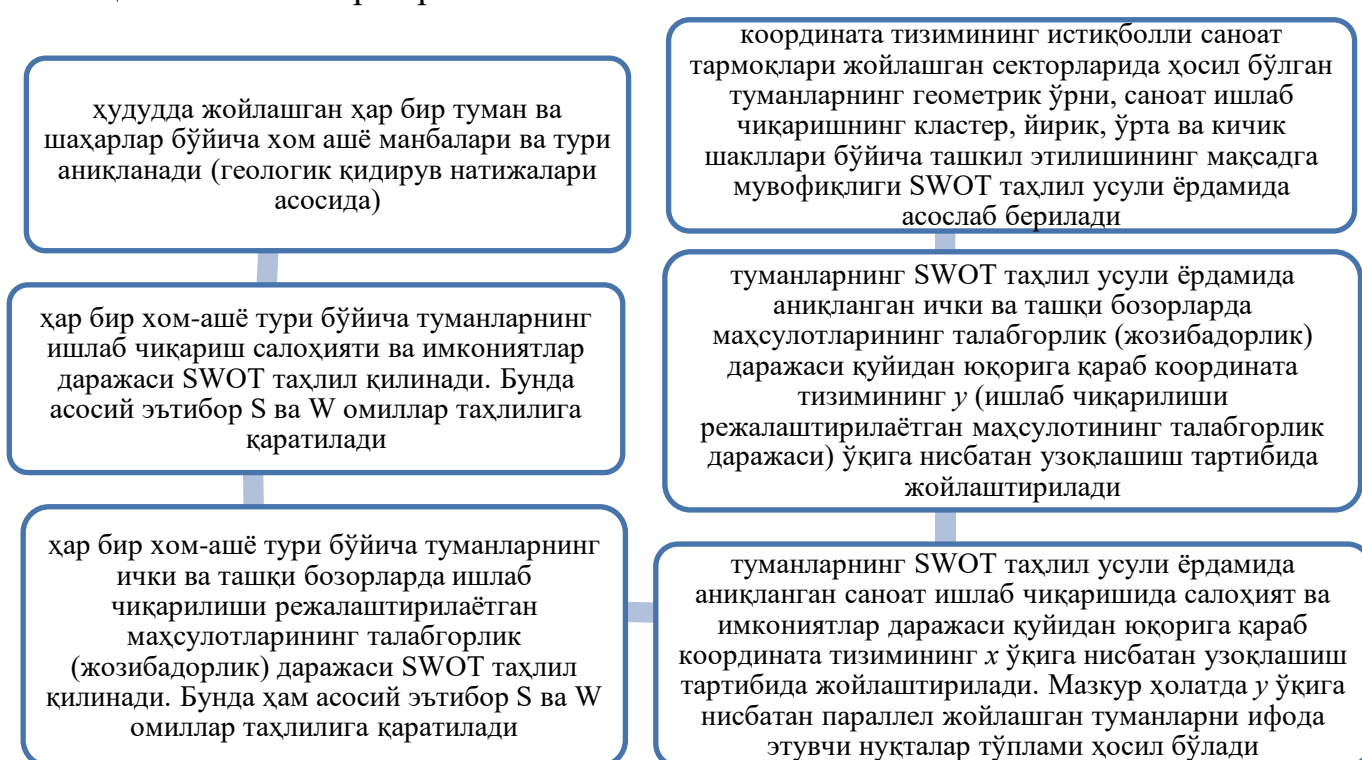 ҳудудда жойлашган ҳар бир туман ва
шаҳарлар бўйича хом ашё манбалари ва тури
аниқланади (геологик қидирув натижалари
асосида)
ҳар бир хом-ашё тури бўйича туманларнинг
ишлаб чиқариш салоҳияти ва имкониятлар
даражаси SWOT таҳлил қилинади. Бунда
асосий эътибор S ва W омиллар таҳлилига
қаратилади
ҳар бир хом-ашё тури бўйича туманларнинг
ички ва ташқи бозорларда ишлаб
чиқарилиши режалаштирилаётган
маҳсулотларининг талабгорлик
(жозибадорлик) даражаси SWOT таҳлил
қилинади. Бунда ҳам асосий эътибор S ва W
омиллар таҳлилига қаратилади
туманларнинг SWOT таҳлил усули ёрдамида
аниқланган саноат ишлаб чиқаришида салоҳият ва
имкониятлар даражаси қуйидан юқорига қараб
координата тизимининг x ўқига нисбатан узоқлашиш
тартибида жойлаштирилади. Мазкур ҳолатда y ўқига
нисбатан параллел жойлашган туманларни ифода
этувчи нуқталар тўплами ҳосил бўлади
туманларнинг SWOT таҳлил усули ёрдамида
аниқланган ички ва ташқи бозорларда
маҳсулотларининг талабгорлик (жозибадорлик)
даражаси қуйидан юқорига қараб координата
тизимининг y (ишлаб чиқарилиши
режалаштирилаётган маҳсулотининг талабгорлик
даражаси) ўқига нисбатан узоқлашиш тартибида
жойлаштирилади
координата тизимининг истиқболли саноат
тармоқлари жойлашган секторларида ҳосил бўлган
туманларнинг геометрик ўрни, саноат ишлаб
чиқаришнинг кластер, йирик, ўрта ва кичик
шакллари бўйича ташкил этилишининг мақсадга
мувофиқлиги SWOT таҳлил усули ёрдамида
асослаб берилади